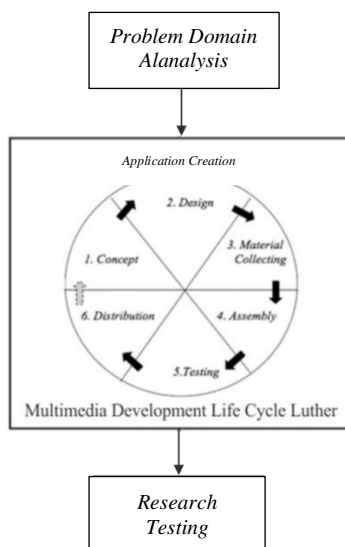 Problem Domain
Alanalysis
Application Creation
2. Design
1. Concept
3. Material
Collecting
6. Distribution
4. Assembly
5.Testing
Multimedia Development Life Cycle Luther
Research
Testing